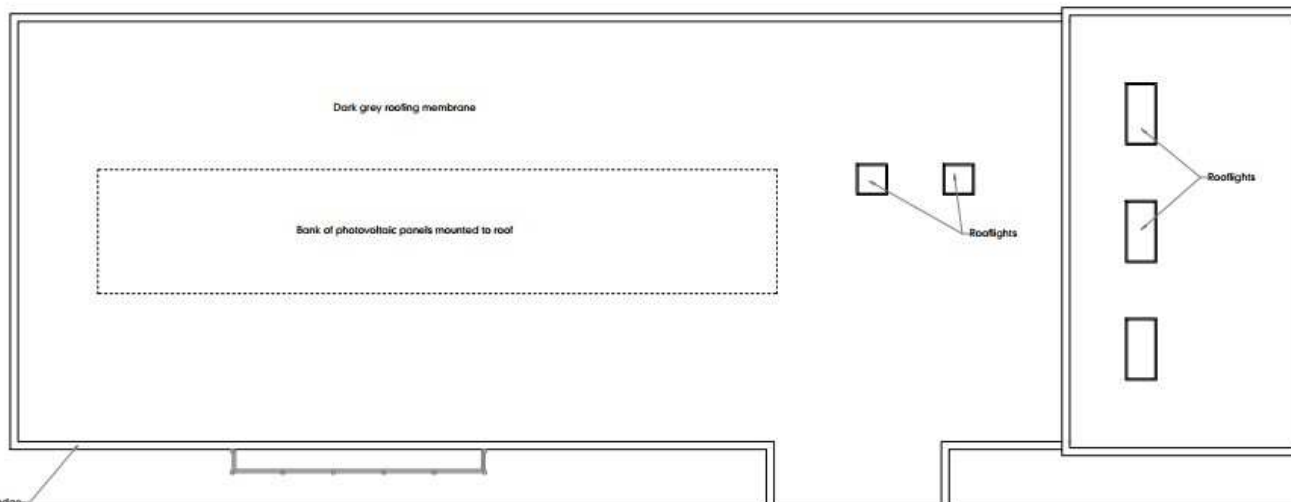 Dark grey roofing membrane
Rooflights
Bank of photovoltaic panels mounted to roof
Rooflights